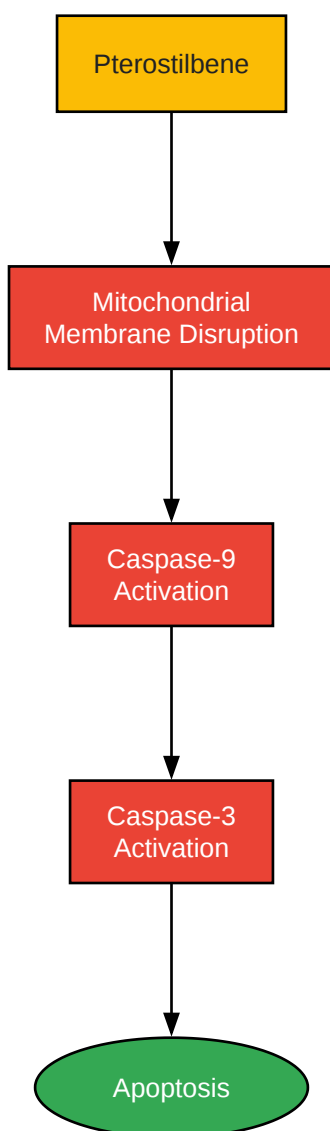 Pterostilbene
Mitochondrial
Membrane Disruption
Caspase-9
Activation
Caspase-3
Activation
Apoptosis